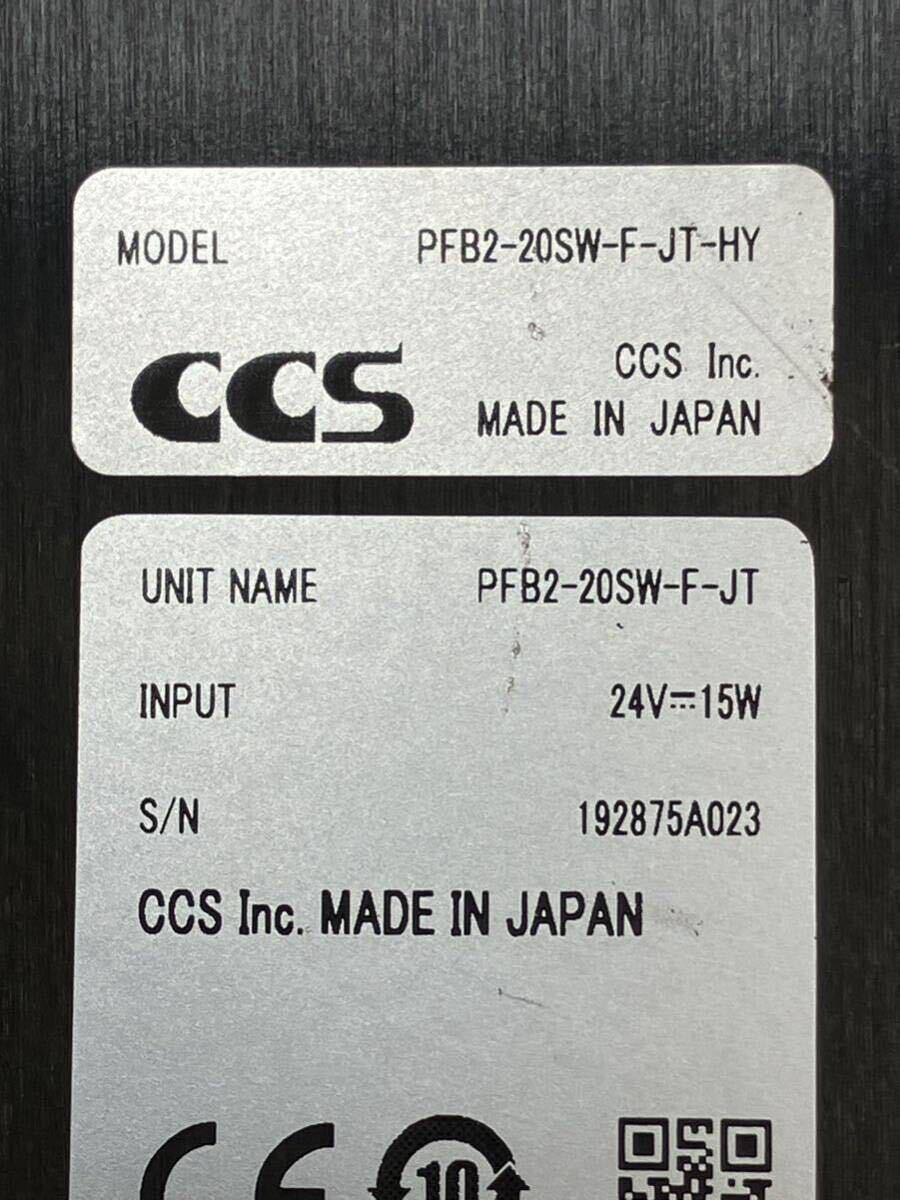 MODEL PFB2-20SW-F-JT-HY
CCS CCS Inc.
MADE IN JAPAN
UNIT NAME PFB2-20SW-F-JT
INPUT 24V⎓15W
S/N 192875A023
CCS Inc. MADE IN JAPAN
CE 10